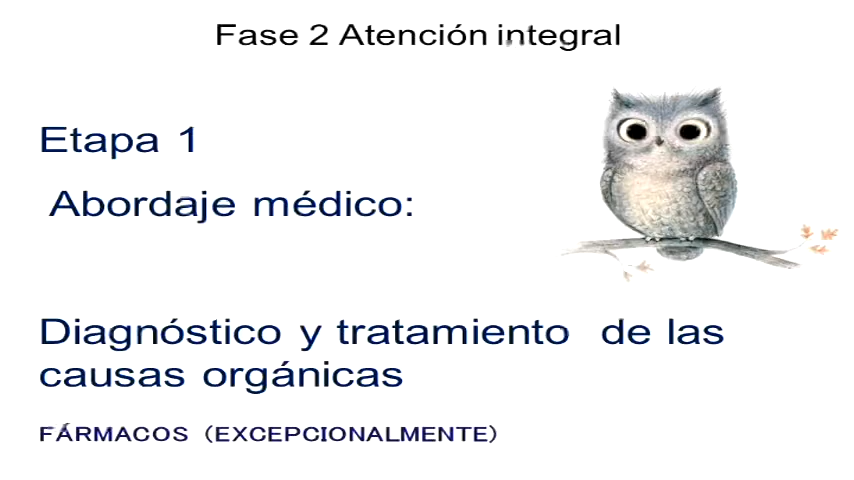 Fase 2 Atención integral
Etapa 1
Abordaje médico:
Diagnóstico y tratamiento de las
causas orgánicas
FÁRMACOS (EXCEPCIONALMENTE)